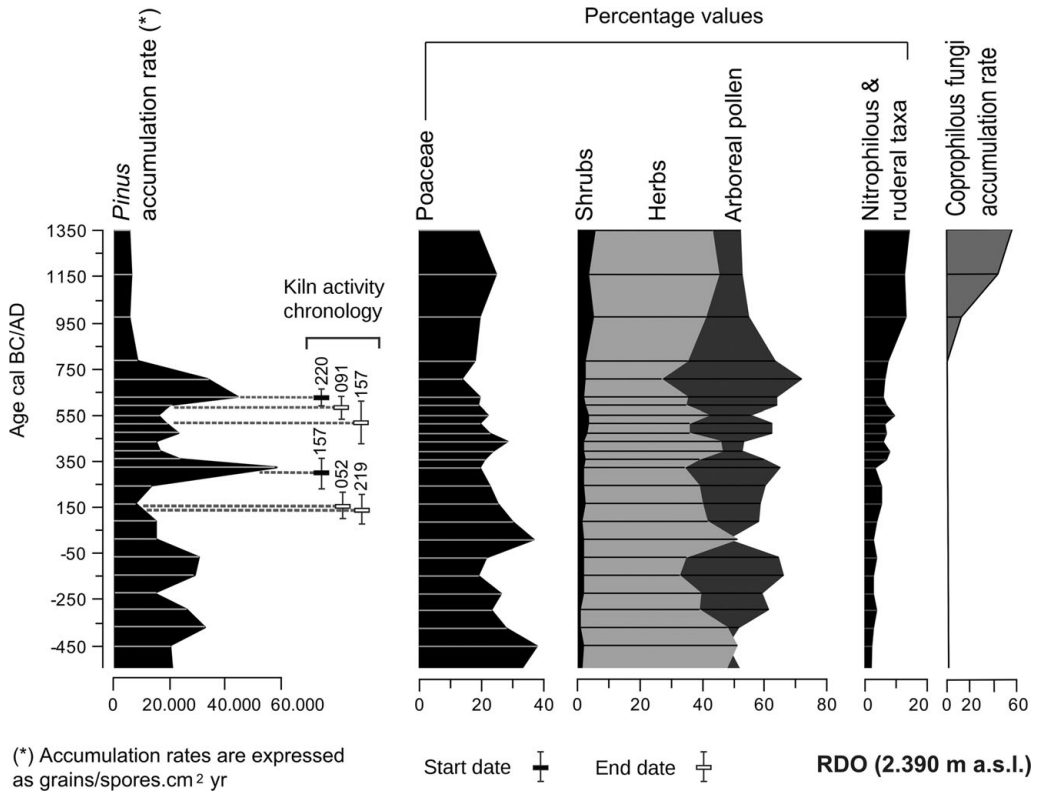 Percentage values
Pinus
accumulation rate (*)
Poaceae
Shrubs
Herbs
Arboreal pollen
Nitrophilous &
ruderal taxa
Coprophilous fungi
accumulation rate
Age cal BC/AD
1350
1150
950
750
550
350
150
-50
-250
-450
Kiln activity
chronology
220
091
157
157
052
219
0 20.000 40.000 60.000
0 20 40
0 20 40 60 80
0 20
0 20 40 60
(*) Accumulation rates are expressed
as grains/spores.cm² yr
Start date
End date
RDO (2.390 m a.s.l.)